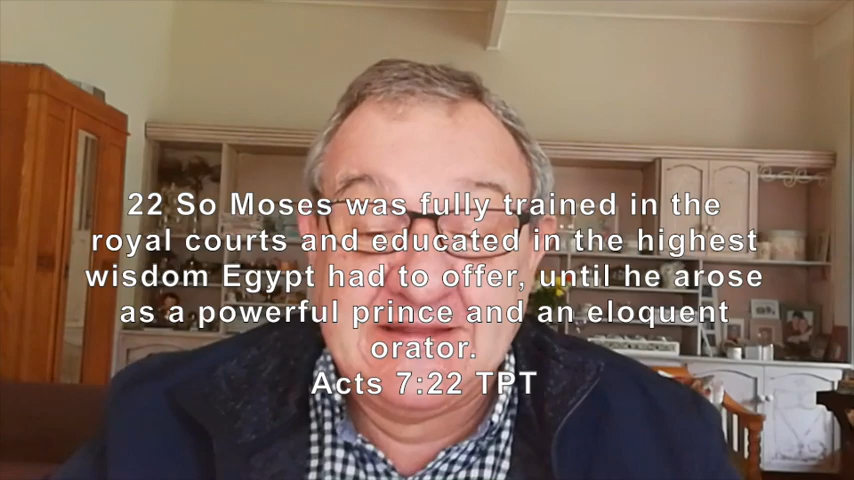 22 So Moses was fully trained in the
royal courts and educated in the highest
wisdom Egypt had to offer, until he arose
as a powerful prince and an eloquent
orator.
Acts 7:22 TPT